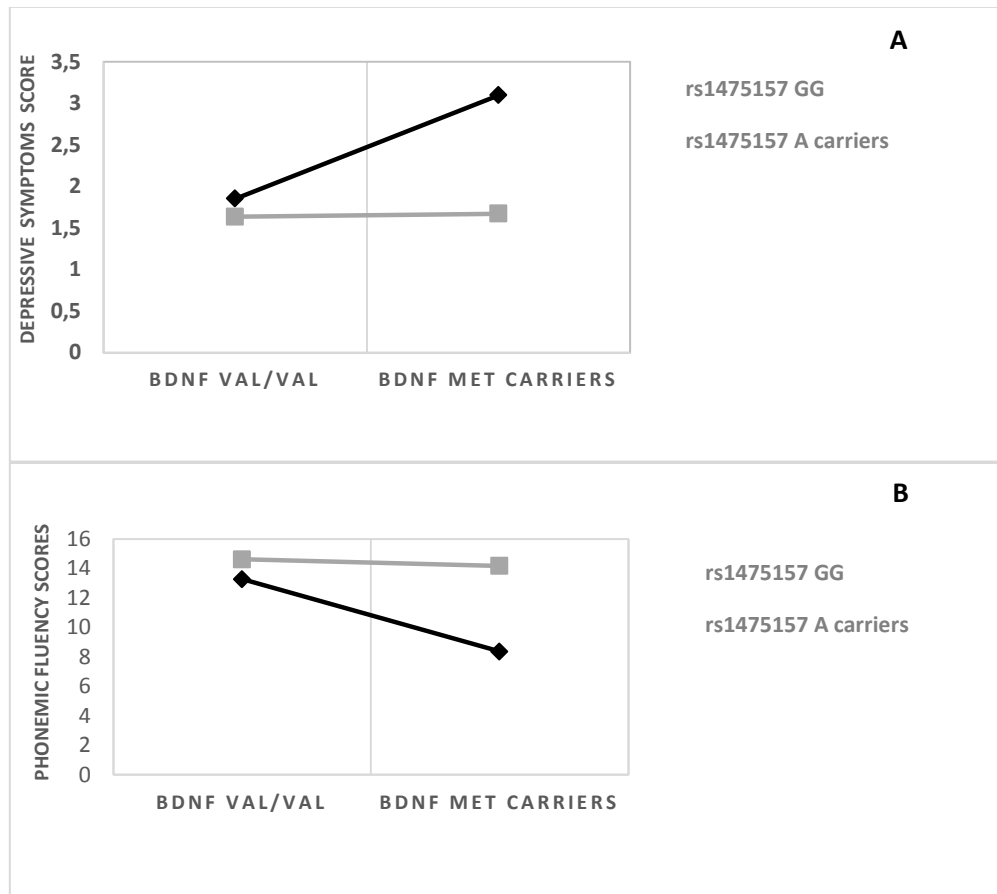 A
DEPRESSIVE SYMPTOMS SCORE
3,5
3
2,5
2
1,5
1
0,5
0
BDNF VAL/VAL
BDNF MET CARRIERS
rs1475157 GG
rs1475157 A carriers
B
PHONEMIC FLUENCY SCORES
16
14
12
10
8
6
4
2
0
BDNF VAL/VAL
BDNF MET CARRIERS
rs1475157 GG
rs1475157 A carriers